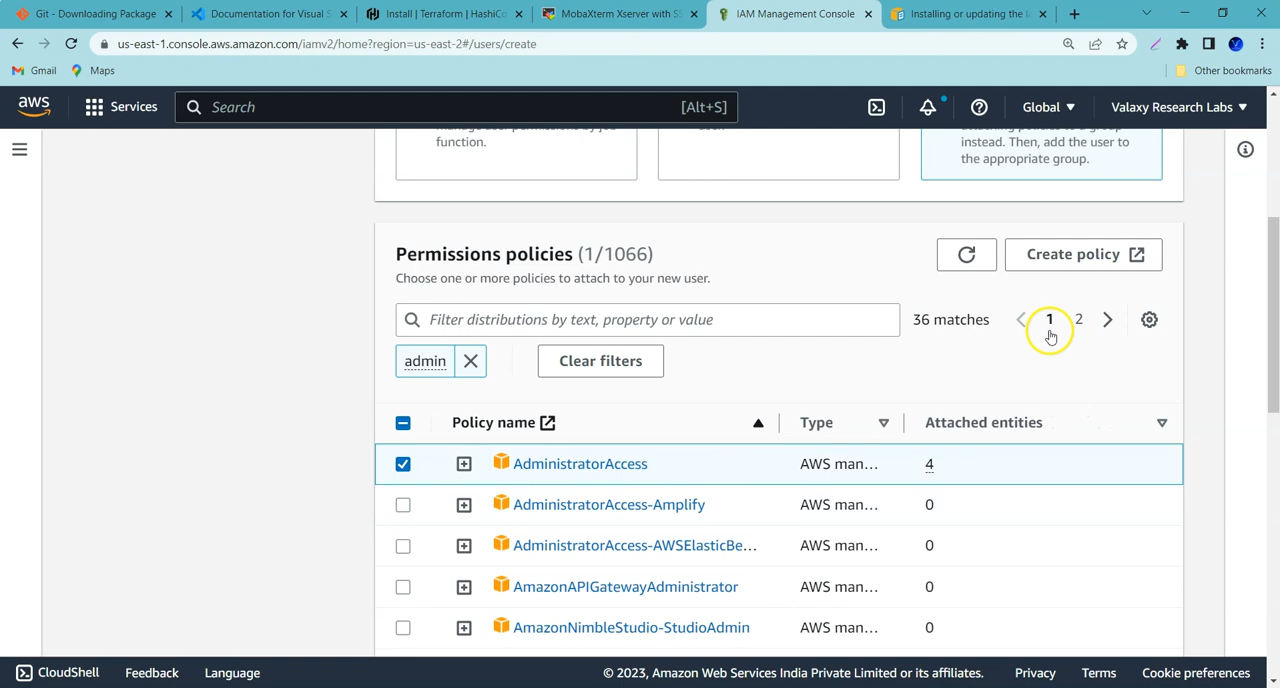 Git - Downloading Package
Documentation for Visual S
Install | Terraform | HashiCo
MobaXterm Xserver with SS
IAM Management Console
Installing or updating the la
us-east-1.console.aws.amazon.com/iamv2/home?region=us-east-2#/users/create
Gmail
Maps
Other bookmarks
aws
Services
Search
[Alt+S]
Global
Valaxy Research Labs
manage user permissions by job
function.
user.
attaching policies to a group
instead. Then, add the user to
the appropriate group.
Permissions policies (1/1066)
Create policy
Choose one or more policies to attach to your new user.
Filter distributions by text, property or value
36 matches
1
2
admin
Clear filters
Policy name
Type
Attached entities
AdministratorAccess
AWS man...
4
AdministratorAccess-Amplify
AWS man...
0
AdministratorAccess-AWSElasticBe...
AWS man...
0
AmazonAPIGatewayAdministrator
AWS man...
0
AmazonNimbleStudio-StudioAdmin
AWS man...
0
CloudShell
Feedback
Language
© 2023, Amazon Web Services India Private Limited or its affiliates.
Privacy
Terms
Cookie preferences